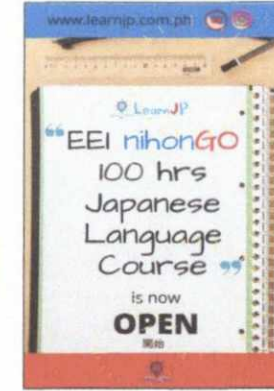 www.learnjp.com.ph
LearnJP
“EEI nihonGO
100 hrs
Japanese
Language
Course”
is now
OPEN
開始